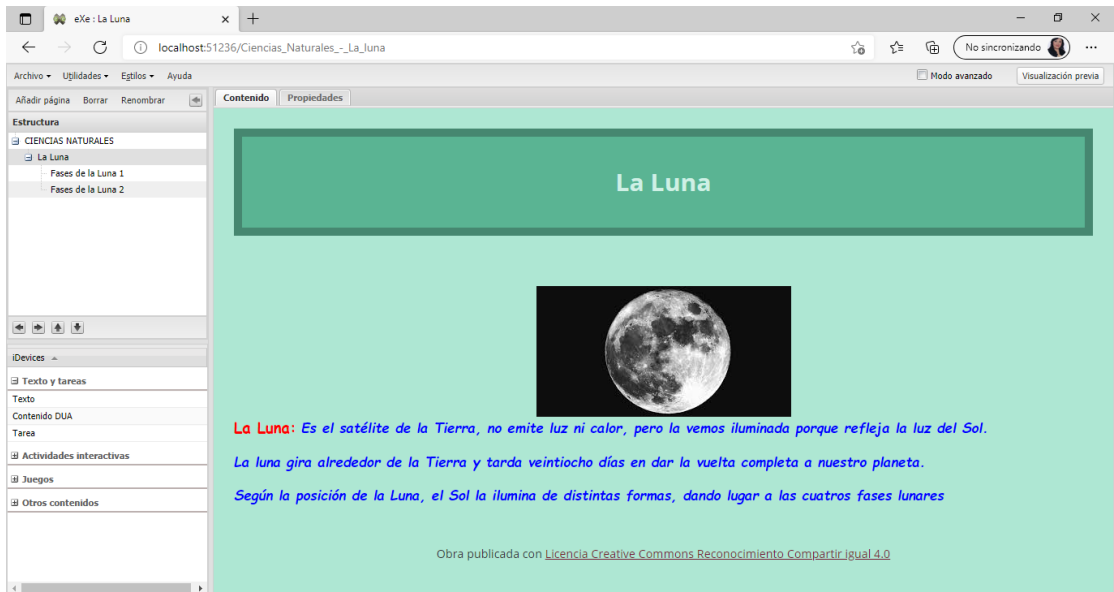 eXe : La Luna
localhost:51236/Ciencias_Naturales_-_La_luna
No sincronizando
Archivo Utilidades Estilos Ayuda
Modo avanzado
Visualización previa
Añadir página Borrar Renombrar
Contenido Propiedades
Estructura
CIENCIAS NATURALES
La Luna
Fases de la Luna 1
Fases de la Luna 2
iDevices
Texto y tareas
Texto
Contenido DUA
Tarea
Actividades interactivas
Juegos
Otros contenidos
La Luna
La Luna: Es el satélite de la Tierra, no emite luz ni calor, pero la vemos iluminada porque refleja la luz del Sol.
La luna gira alrededor de la Tierra y tarda veintiocho días en dar la vuelta completa a nuestro planeta.
Según la posición de la Luna, el Sol la ilumina de distintas formas, dando lugar a las cuatros fases lunares
Obra publicada con Licencia Creative Commons Reconocimiento Compartir igual 4.0